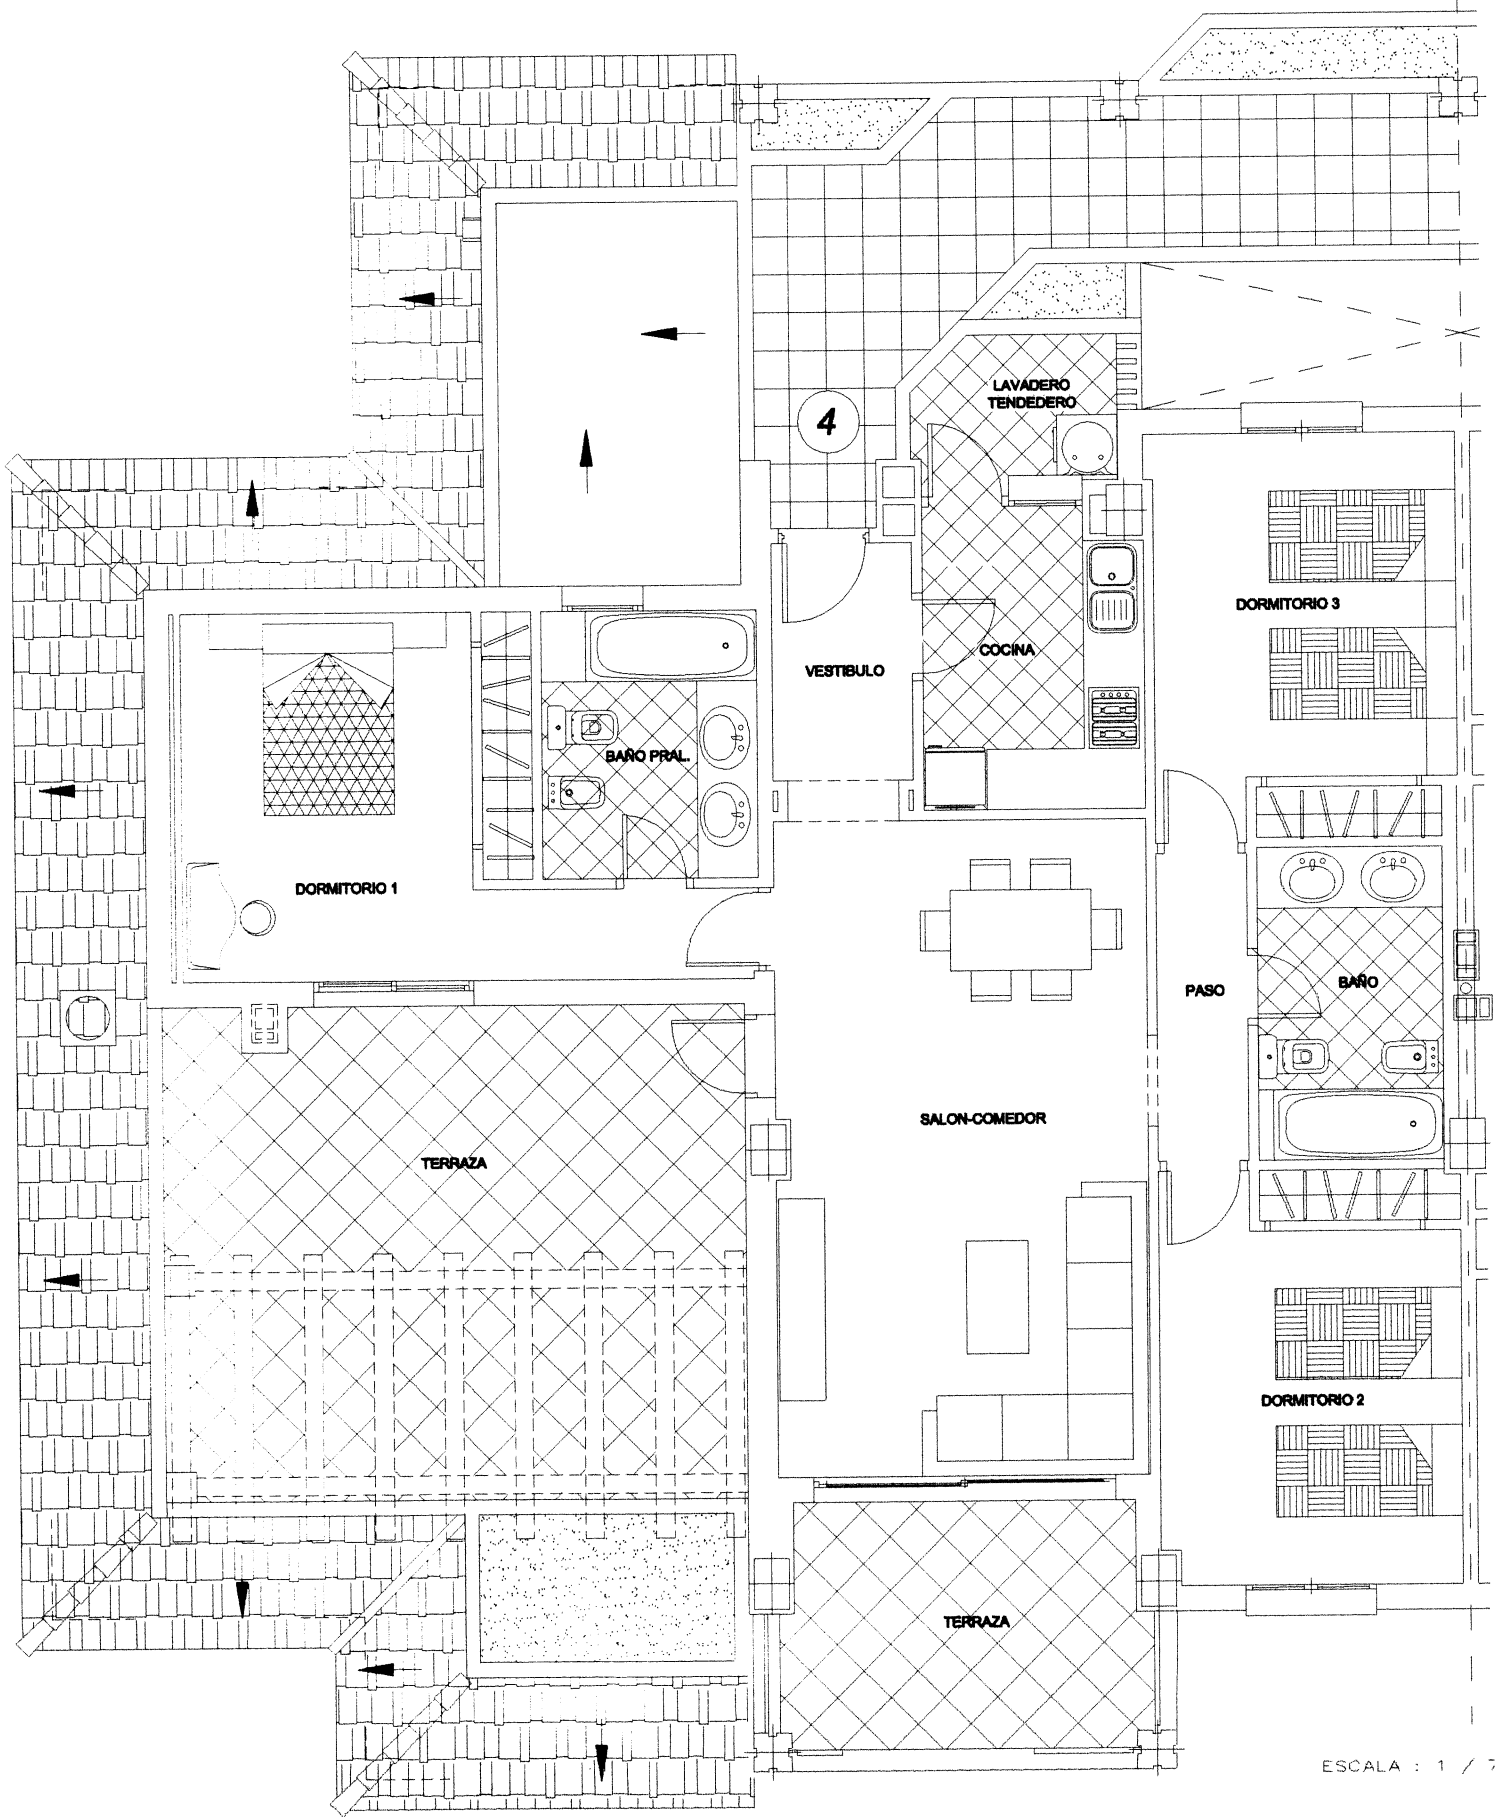 LAVADERO
TENDEDERO
4
DORMITORIO 3
COCINA
VESTIBULO
BAÑO PRAL.
DORMITORIO 1
BAÑO
PASO
SALON-COMEDOR
TERRAZA
DORMITORIO 2
TERRAZA
ESCALA : 1 / 7